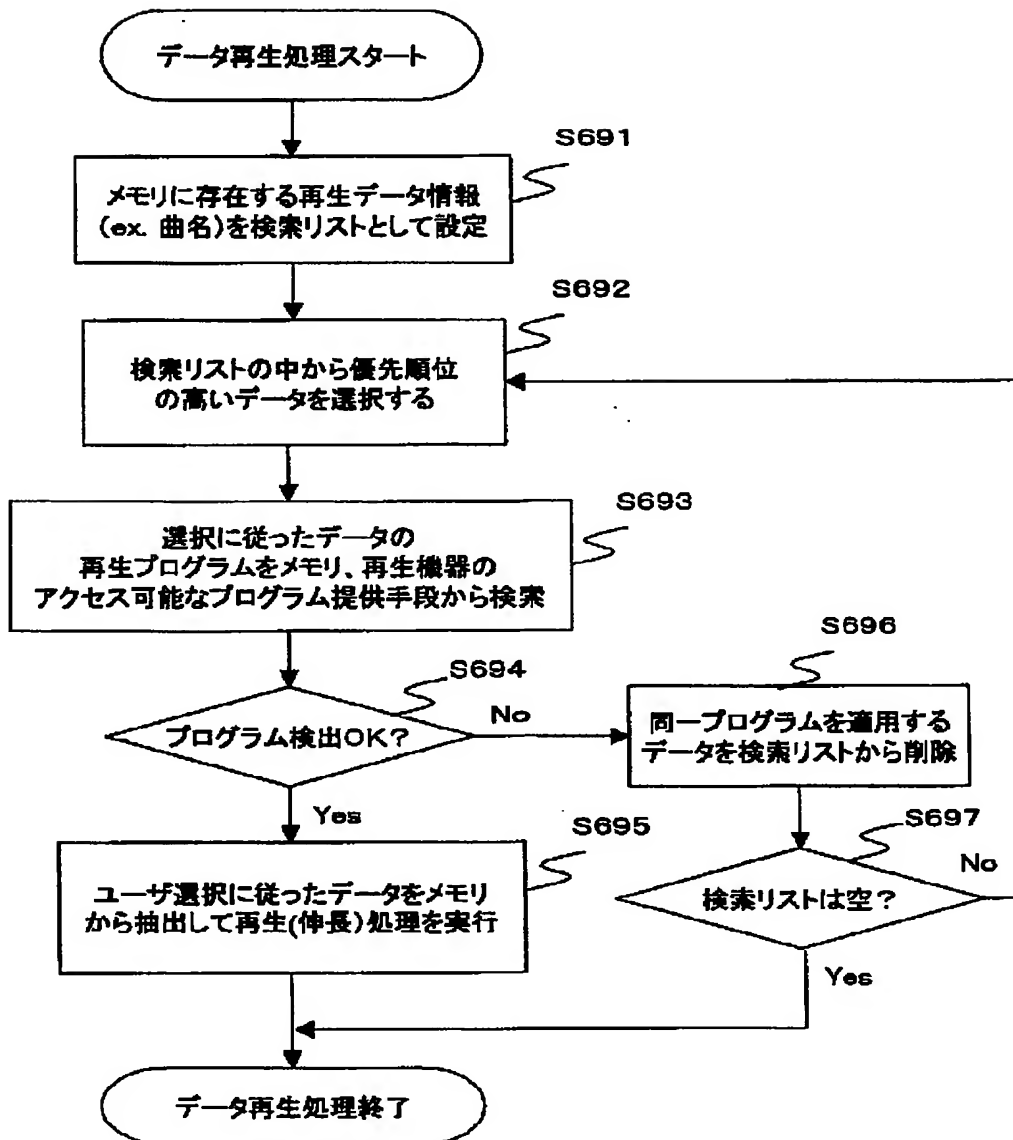 データ再生処理スタート
S691
メモリに存在する再生データ情報
(ex. 曲名)を検索リストとして設定
S692
検索リストの中から優先順位
の高いデータを選択する
S693
選択に従ったデータの
再生プログラムをメモリ、再生機器の
アクセス可能なプログラム提供手段から検索
S694
プログラム検出OK?
No
Yes
S696
同一プログラムを適用する
データを検索リストから削除
S695
ユーザ選択に従ったデータをメモリ
から抽出して再生(伸長)処理を実行
S697
検索リストは空?
No
Yes
データ再生処理終了